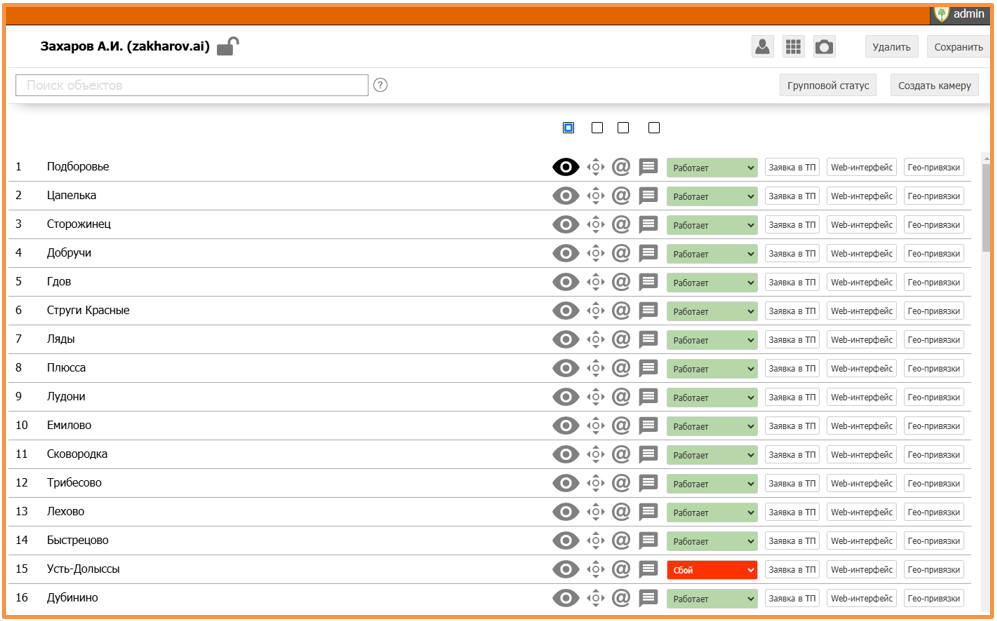 admin
Захаров А.И. (zakharov.ai)
Удалить Сохранить
Поиск объектов ? Групповой статус Создать камеру
1 Подборовье @ Работает Заявка в ТП Web-интерфейс Гео-привязки
2 Цапелька @ Работает Заявка в ТП Web-интерфейс Гео-привязки
3 Сторожинец @ Работает Заявка в ТП Web-интерфейс Гео-привязки
4 Добручи @ Работает Заявка в ТП Web-интерфейс Гео-привязки
5 Гдов @ Работает Заявка в ТП Web-интерфейс Гео-привязки
6 Струги Красные @ Работает Заявка в ТП Web-интерфейс Гео-привязки
7 Ляды @ Работает Заявка в ТП Web-интерфейс Гео-привязки
8 Плюсса @ Работает Заявка в ТП Web-интерфейс Гео-привязки
9 Лудони @ Работает Заявка в ТП Web-интерфейс Гео-привязки
10 Емилово @ Работает Заявка в ТП Web-интерфейс Гео-привязки
11 Сковородка @ Работает Заявка в ТП Web-интерфейс Гео-привязки
12 Трибесово @ Работает Заявка в ТП Web-интерфейс Гео-привязки
13 Лехово @ Работает Заявка в ТП Web-интерфейс Гео-привязки
14 Быстрецово @ Работает Заявка в ТП Web-интерфейс Гео-привязки
15 Усть-Долыссы @ Сбой Заявка в ТП Web-интерфейс Гео-привязки
16 Дубинино @ Работает Заявка в ТП Web-интерфейс Гео-привязки